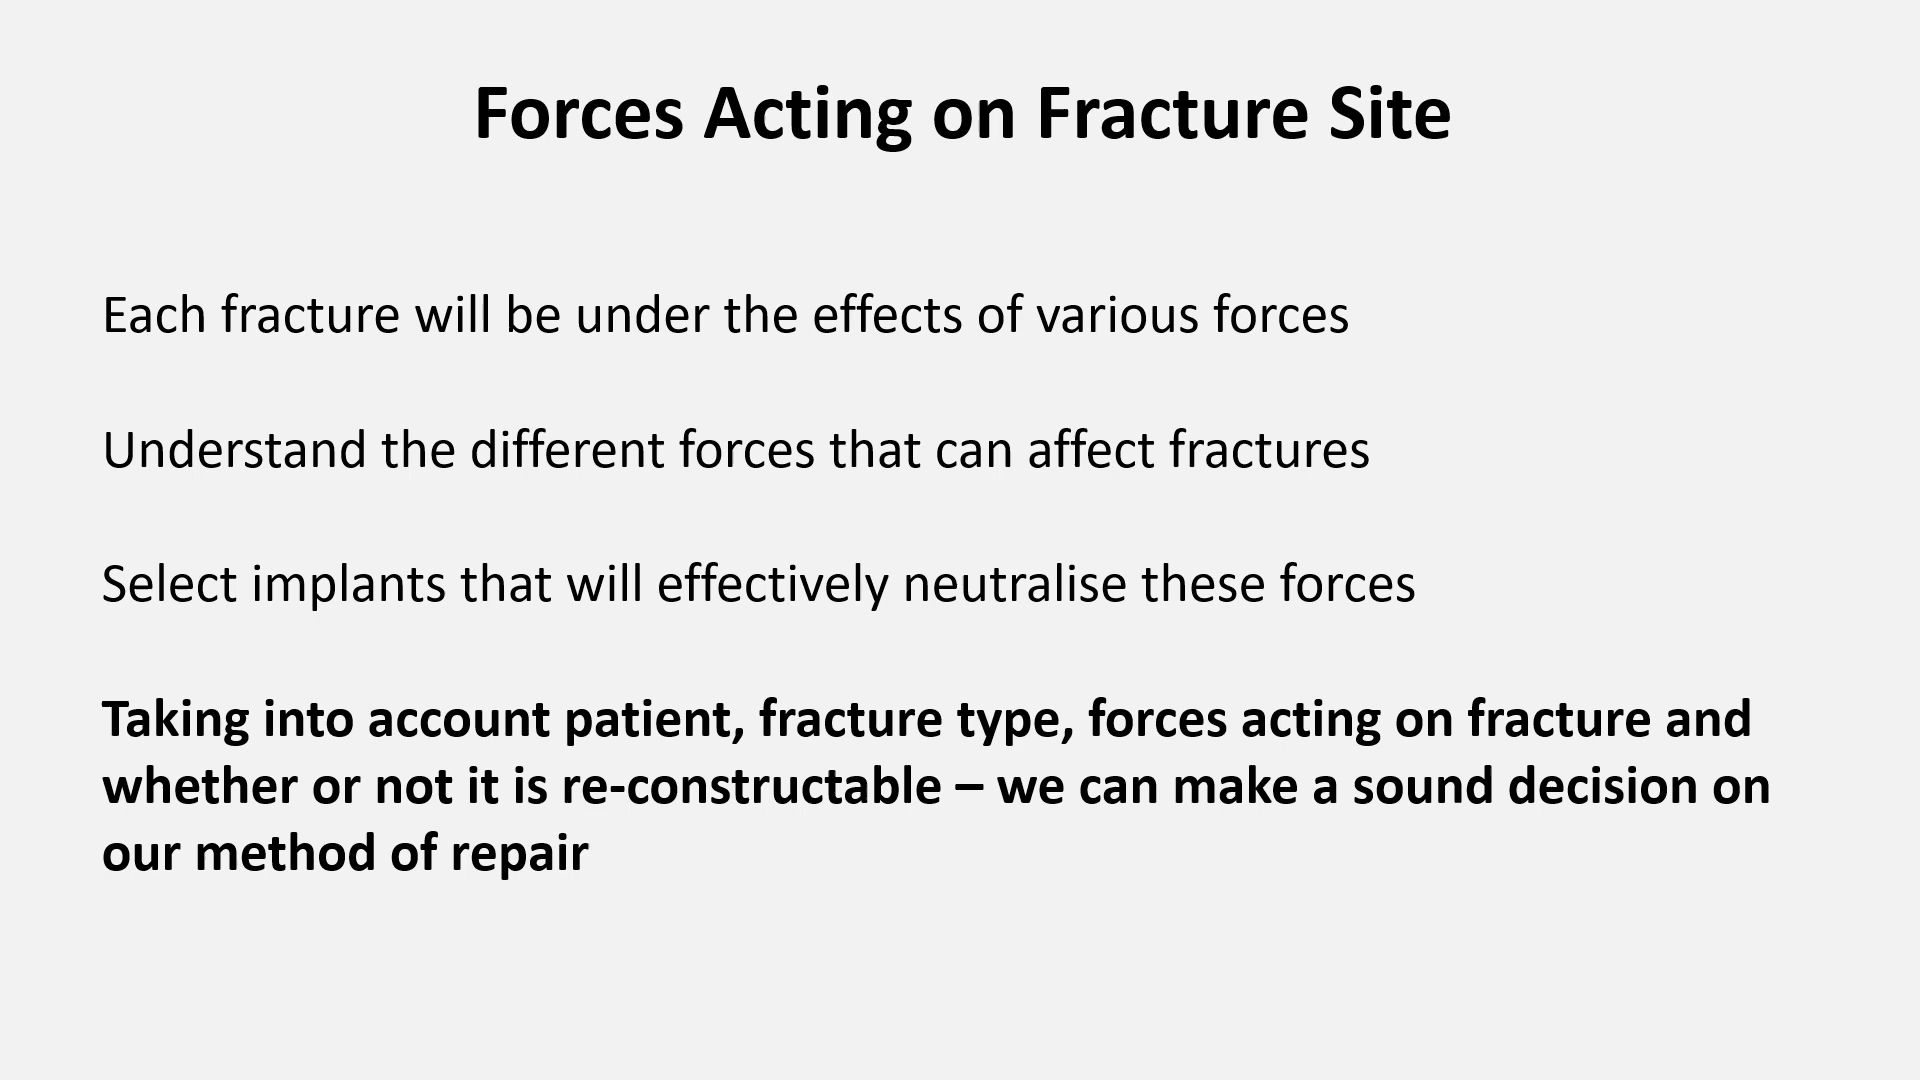 Forces Acting on Fracture Site
Each fracture will be under the effects of various forces
Understand the different forces that can affect fractures
Select implants that will effectively neutralise these forces
Taking into account patient, fracture type, forces acting on fracture and
whether or not it is re-constructable – we can make a sound decision on
our method of repair